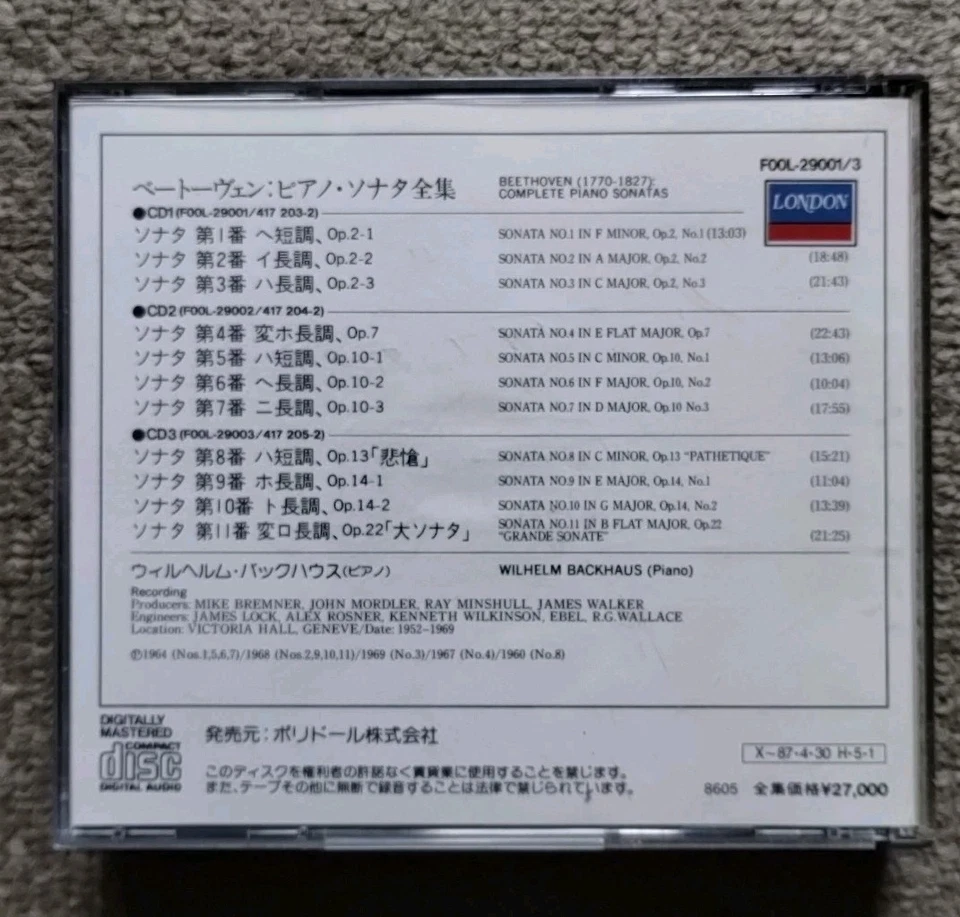 FOOL-29001/3
LONDON
ベートーヴェン:ピアノ・ソナタ全集
BEETHOVEN (1770-1827):
COMPLETE PIANO SONATAS
●CD1 (FOOL-29001/417 203-2)
ソナタ 第1番 ヘ短調、Op.2-1 SONATA NO.1 IN F MINOR, Op.2, No.1 (13:03)
ソナタ 第2番 イ長調、Op.2-2 SONATA NO.2 IN A MAJOR, Op.2, No.2 (18:48)
ソナタ 第3番 ハ長調、Op.2-3 SONATA NO.3 IN C MAJOR, Op.2, No.3 (21:43)
●CD2 (FOOL-29002/417 204-2)
ソナタ 第4番 変ホ長調、Op.7 SONATA NO.4 IN E FLAT MAJOR, Op.7 (22:43)
ソナタ 第5番 ハ短調、Op.10-1 SONATA NO.5 IN C MINOR, Op.10, No.1 (13:06)
ソナタ 第6番 ヘ長調、Op.10-2 SONATA NO.6 IN F MAJOR, Op.10, No.2 (10:04)
ソナタ 第7番 ニ長調、Op.10-3 SONATA NO.7 IN D MAJOR, Op.10 No.3 (17:55)
●CD3 (FOOL-29003/417 205-2)
ソナタ 第8番 ハ短調、Op.13「悲愴」 SONATA NO.8 IN C MINOR, Op.13 “PATHETIQUE” (15:21)
ソナタ 第9番 ホ長調、Op.14-1 SONATA NO.9 IN E MAJOR, Op.14, No.1 (11:04)
ソナタ 第10番 ト長調、Op.14-2 SONATA NO.10 IN G MAJOR, Op.14, No.2 (13:39)
ソナタ 第11番 変ロ長調、Op.22「大ソナタ」 SONATA NO.11 IN B FLAT MAJOR, Op.22
“GRANDE SONATE” (21:25)
ウィルヘルム・バックハウス(ピアノ) WILHELM BACKHAUS (Piano)
Recording
Producers: MIKE BREMNER, JOHN MORDLER, RAY MINSHULL, JAMES WALKER
Engineers: JAMES LOCK, ALEX ROSNER, KENNETH WILKINSON, EBEL, R.G.WALLACE
Location: VICTORIA HALL, GENEVE/Date: 1952-1969
℗1964 (Nos.1,5,6,7)/1968 (Nos.2,9,10,11)/1969 (No.3)/1967 (No.4)/1960 (No.8)
DIGITALLY
MASTERED
COMPACT
disc
DIGITAL AUDIO
発売元:ポリドール株式会社
このディスクを権利者の許諾なく賃貸業に使用することを禁じます。
また、テープその他に無断で録音することは法律で禁じられています。
X-87・4・30 H-5-1
8605 全集価格¥27,000